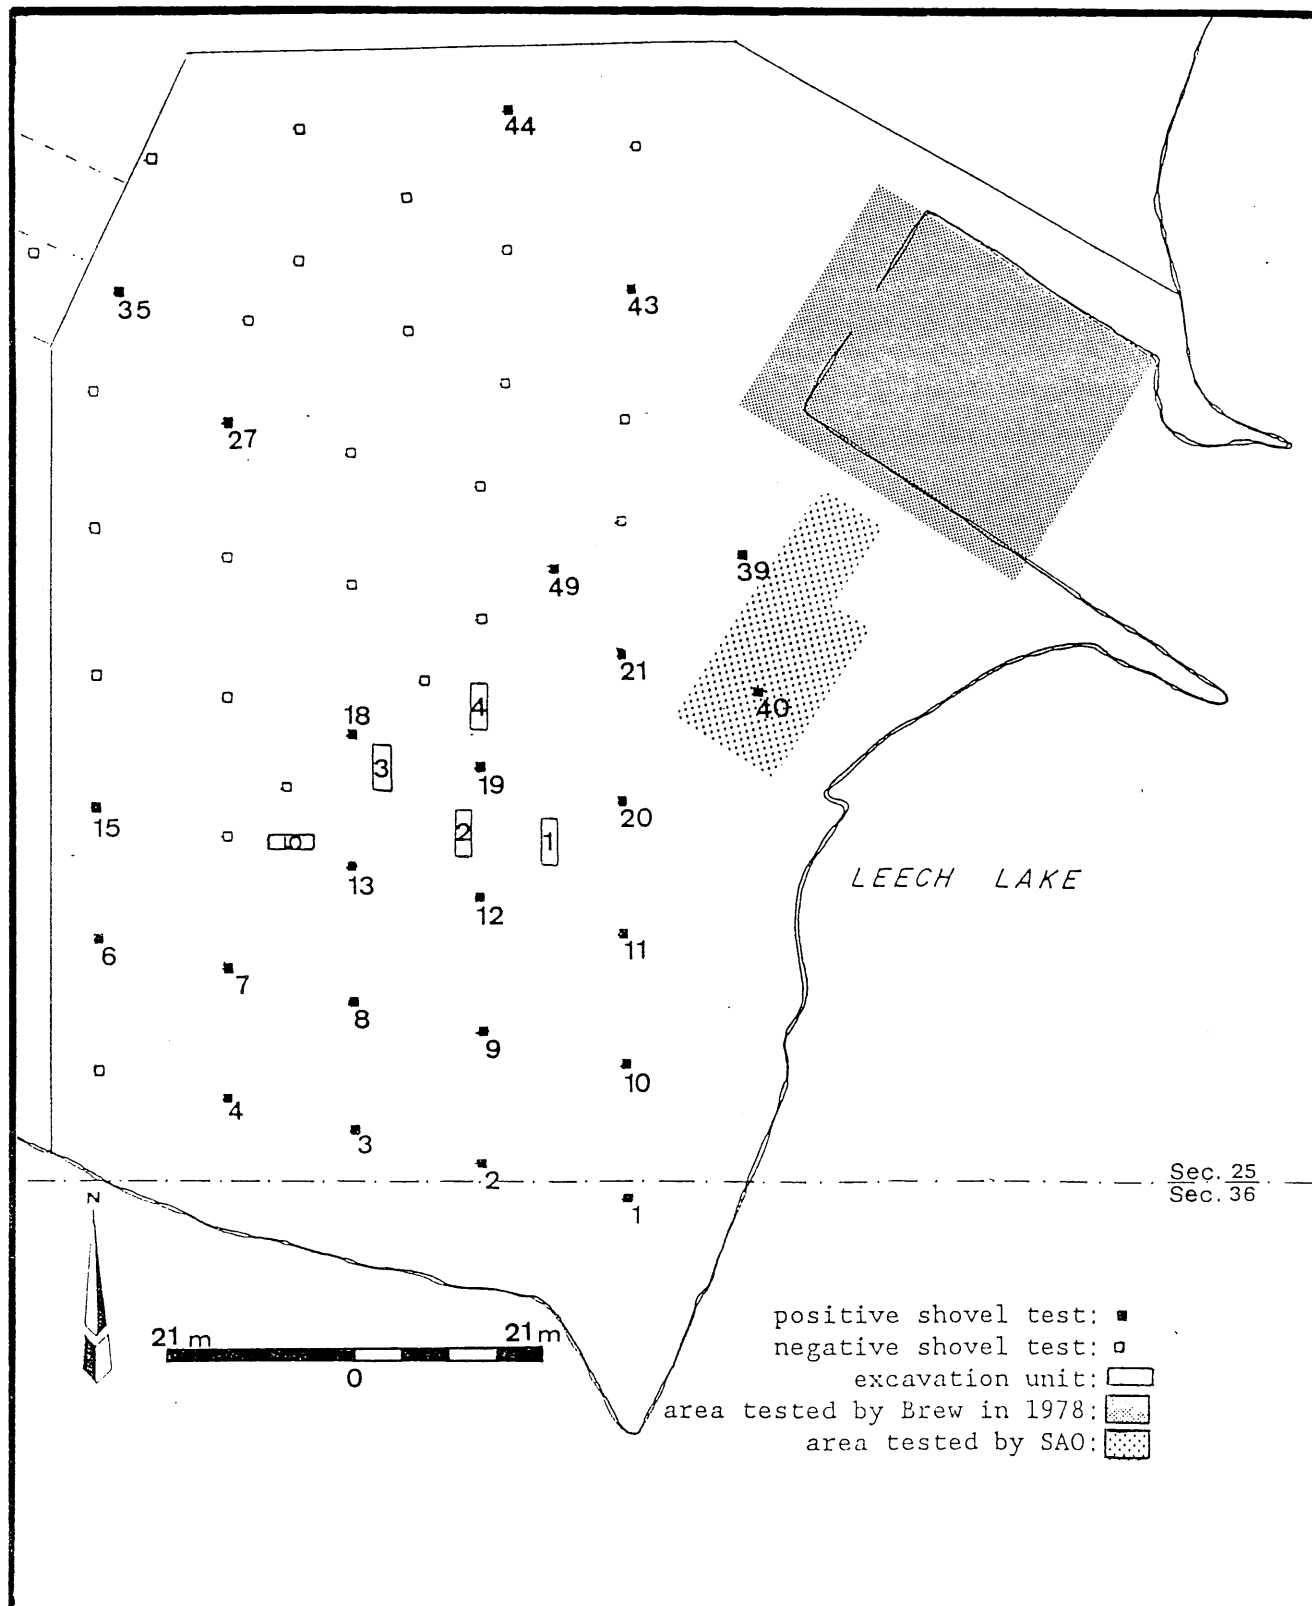 44
35
43
27
39
49
21
40
4
18
3
19
15
20
2
1
13
12
LEECH LAKE
6
11
7
8
9
10
4
3
2
Sec. 25
Sec. 36
N
1
positive shovel test:
21 m 21 m
negative shovel test:
0
excavation unit:
area tested by Brew in 1978:
area tested by SAO: